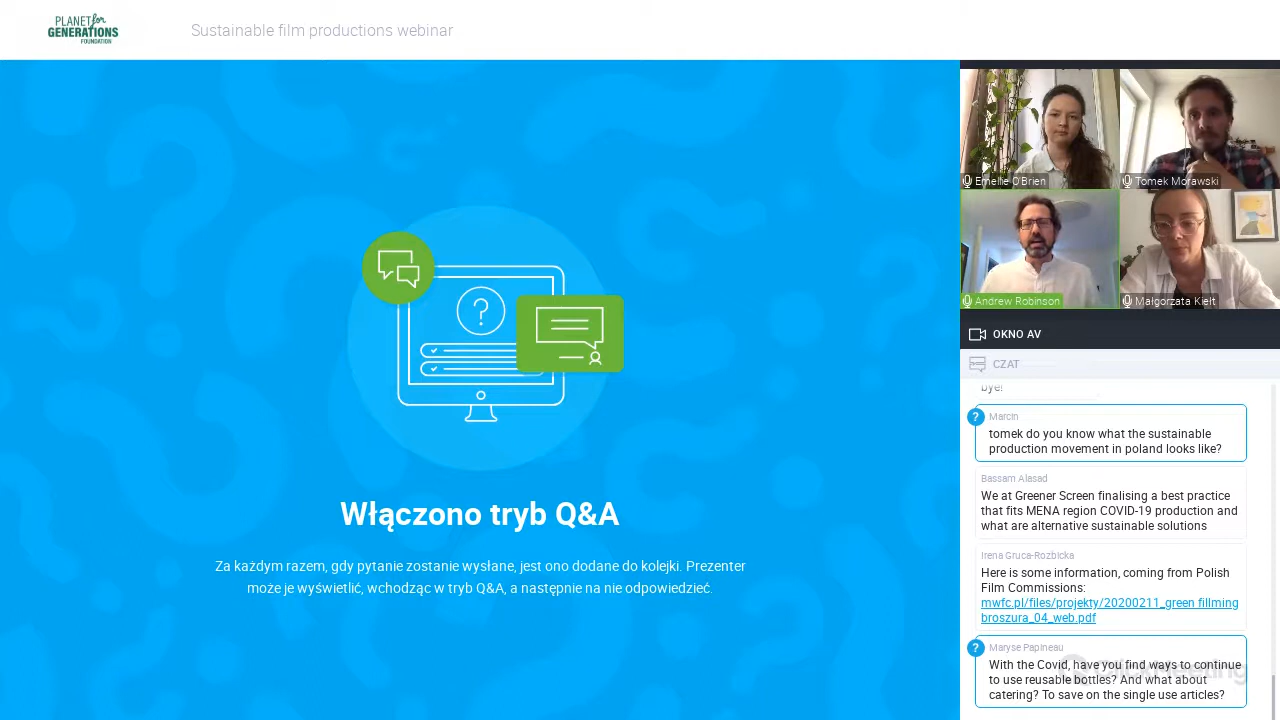 PLANET for
GENERATIONS
FOUNDATION
Sustainable film productions webinar
Emellie O'Brien
Tomek Morawski
Andrew Robinson
Małgorzata Kiełt
OKNO AV
CZAT
bye!
?
Marcin
tomek do you know what the sustainable
production movement in poland looks like?
Bassam Alasad
We at Greener Screen finalising a best practice
that fits MENA region COVID-19 production and
what are alternative sustainable solutions
Irena Gruca-Rozbicka
Here is some information, coming from Polish
Film Commissions:
mwfc.pl/files/projekty/20200211_green fillming
broszura_04_web.pdf
?
Maryse Papineau
With the Covid, have you find ways to continue
to use reusable bottles? And what about
catering? To save on the single use articles?
?
Włączono tryb Q&A
Za każdym razem, gdy pytanie zostanie wysłane, jest ono dodane do kolejki. Prezenter
może je wyświetlić, wchodząc w tryb Q&A, a następnie na nie odpowiedzieć.